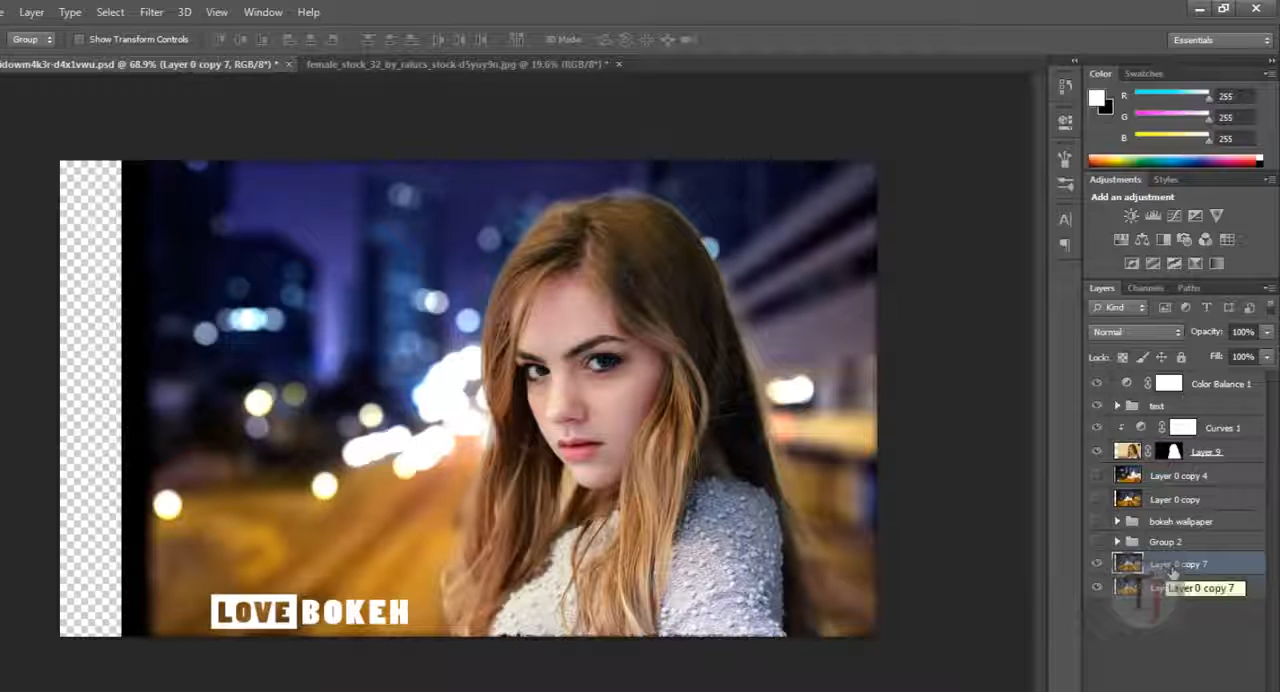 Layer Type Select Filter 3D View Window Help
Group Show Transform Controls 3D Mode: Essentials
idowm4k3r-d4x1vwu.psd @ 68.9% (Layer 0 copy 7, RGB/8*) * × female_stock_32_by_ralucs_stock-d5yuy9n.jpg @ 19.6% (RGB/8*) * ×
Color Swatches
R 255
G 255
B 255
Adjustments Styles
Add an adjustment
Layers Channels Paths
Kind
Normal Opacity: 100%
Lock: Fill: 100%
Color Balance 1
text
Curves 1
Layer 9
Layer 0 copy 4
Layer 0 copy
bokeh wallpaper
Group 2
Layer 0 copy 7
Layer 0 copy 7
LOVE BOKEH